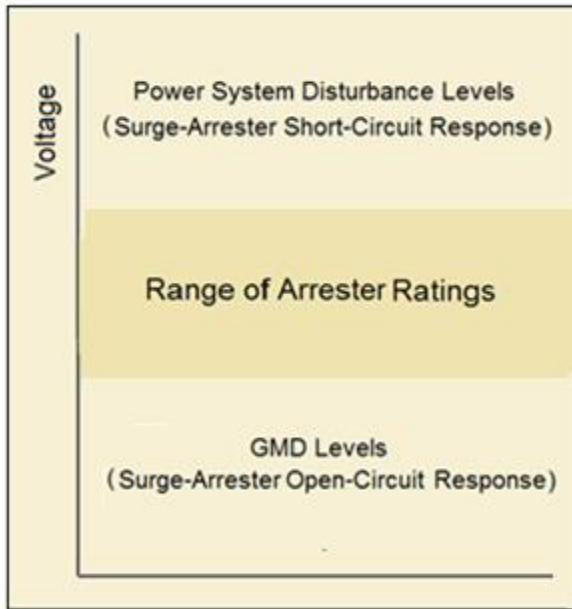 Voltage
Power System Disturbance Levels
(Surge-Arrester Short-Circuit Response)
Range of Arrester Ratings
GMD Levels
(Surge-Arrester Open-Circuit Response)